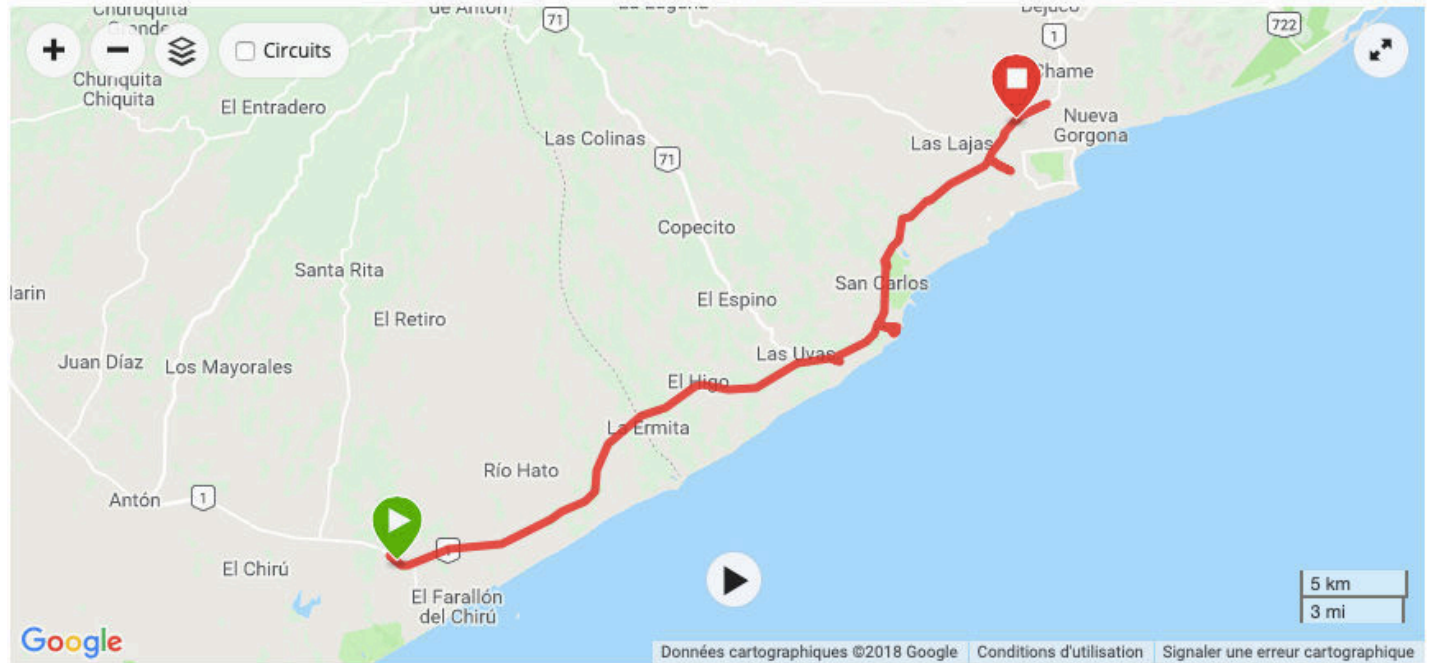 Churuquita
Grande
de Antón
71
1
722
Circuits
Chame
Churiquita
Chiquita
El Entradero
Nueva
Gorgona
Las Colinas
Las Lajas
71
Copecito
Santa Rita
San Carlos
El Espino
El Retiro
Las Uvas
Juan Díaz
Los Mayorales
El Higo
La Ermita
Río Hato
Antón
1
El Chirú
El Farallón
del Chirú
5 km
3 mi
Google
Données cartographiques ©2018 Google
Conditions d'utilisation
Signaler une erreur cartographique